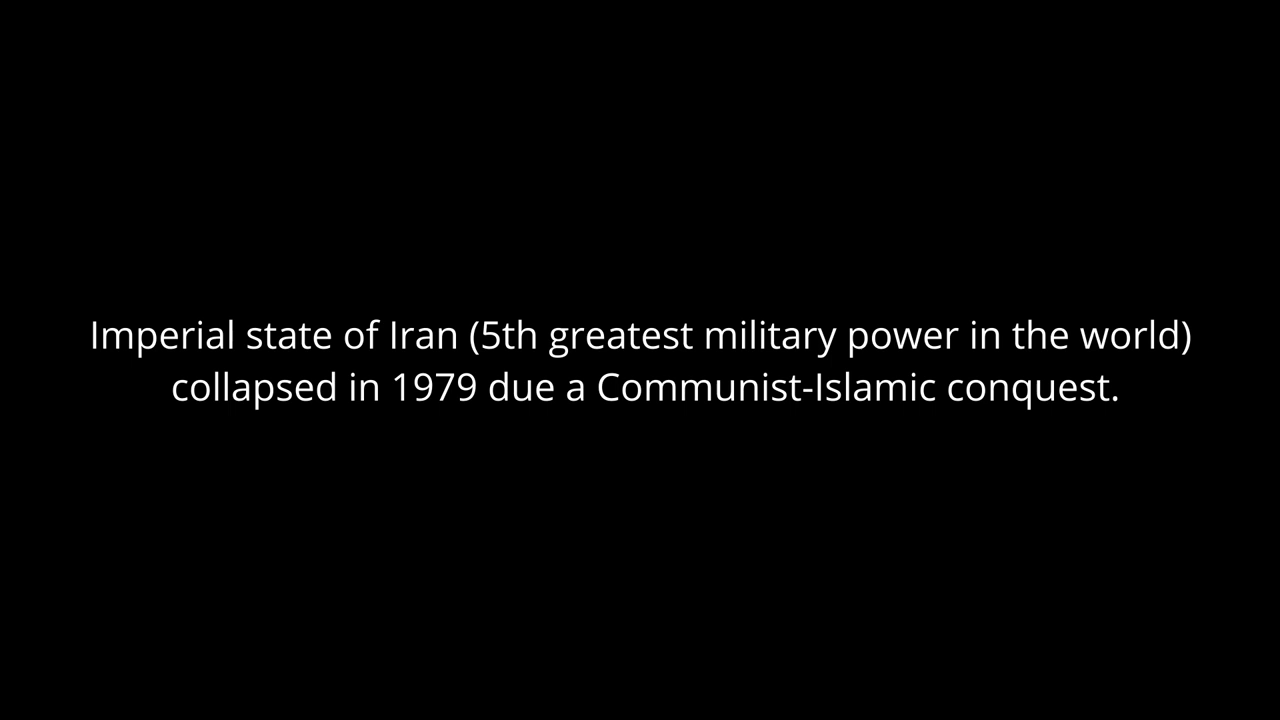 Imperial state of Iran (5th greatest military power in the world)
collapsed in 1979 due a Communist-Islamic conquest.